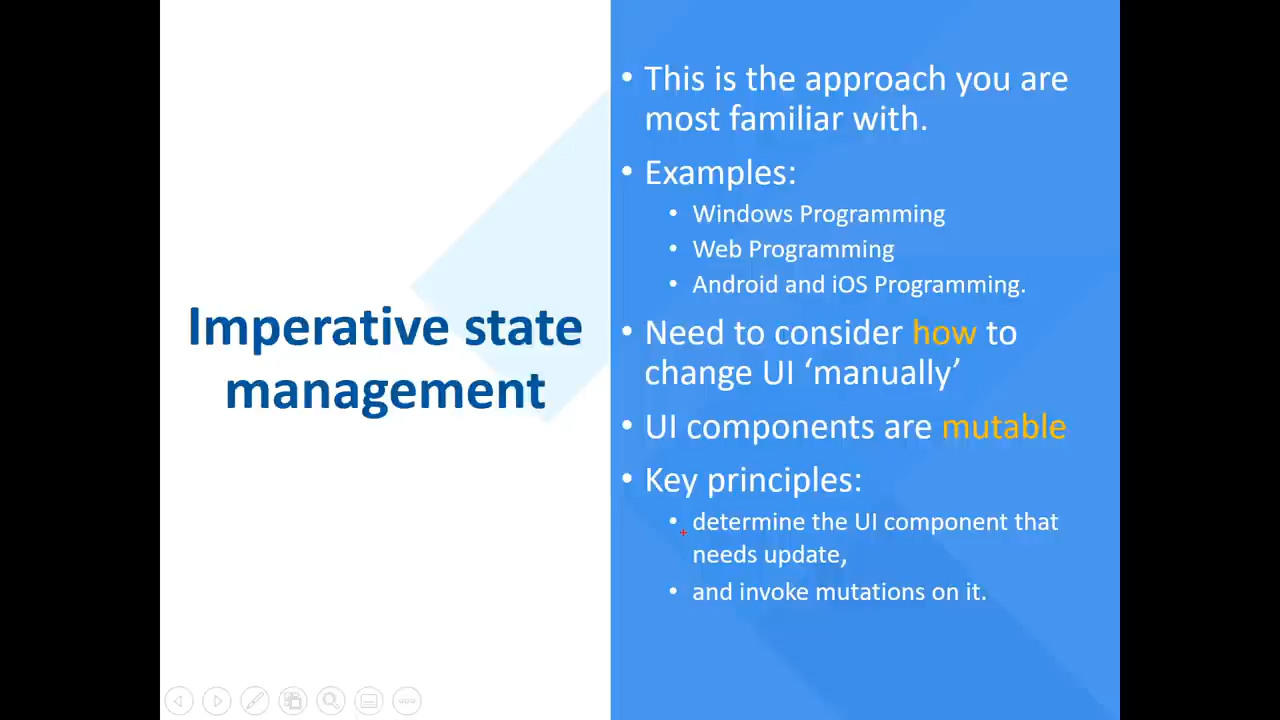 Imperative state
management
• This is the approach you are
most familiar with.
• Examples:
• Windows Programming
• Web Programming
• Android and iOS Programming.
• Need to consider how to
change UI ‘manually’
• UI components are mutable
• Key principles:
• determine the UI component that
needs update,
• and invoke mutations on it.